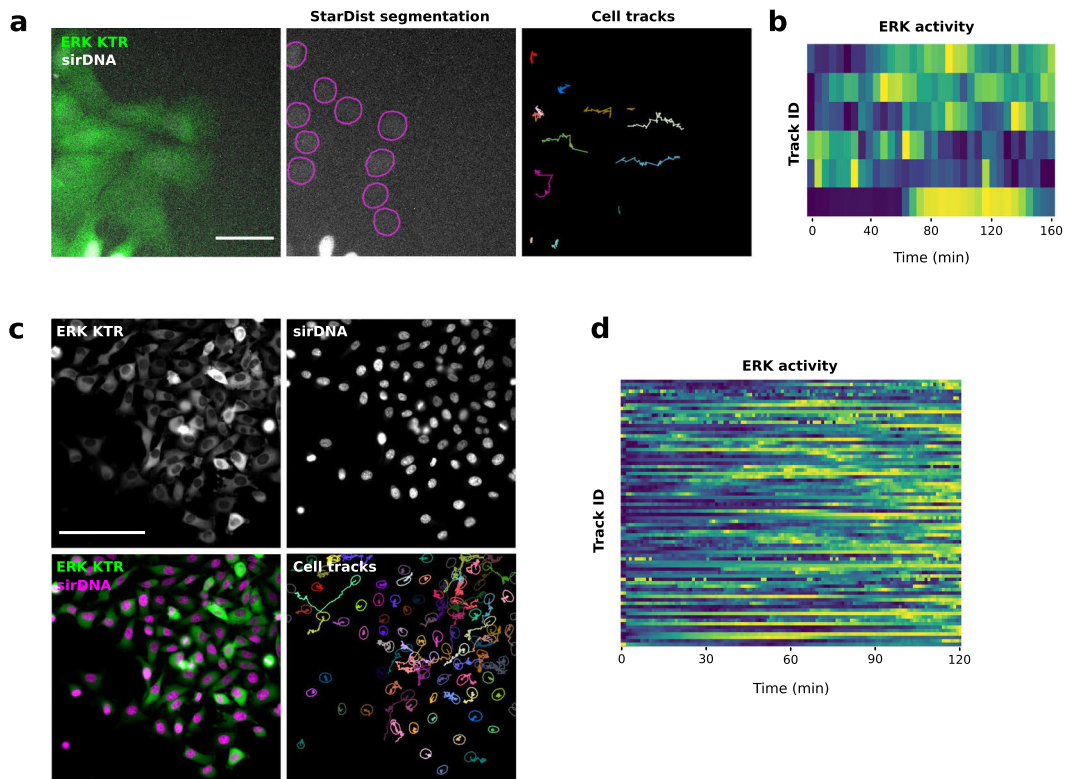 a
StarDist segmentation
Cell tracks
ERK KTR
sirDNA
b
ERK activity
Track ID
0 40 80 120 160
Time (min)
c
ERK KTR
sirDNA
ERK KTR
sirDNA
Cell tracks
d
ERK activity
Track ID
0 30 60 90 120
Time (min)